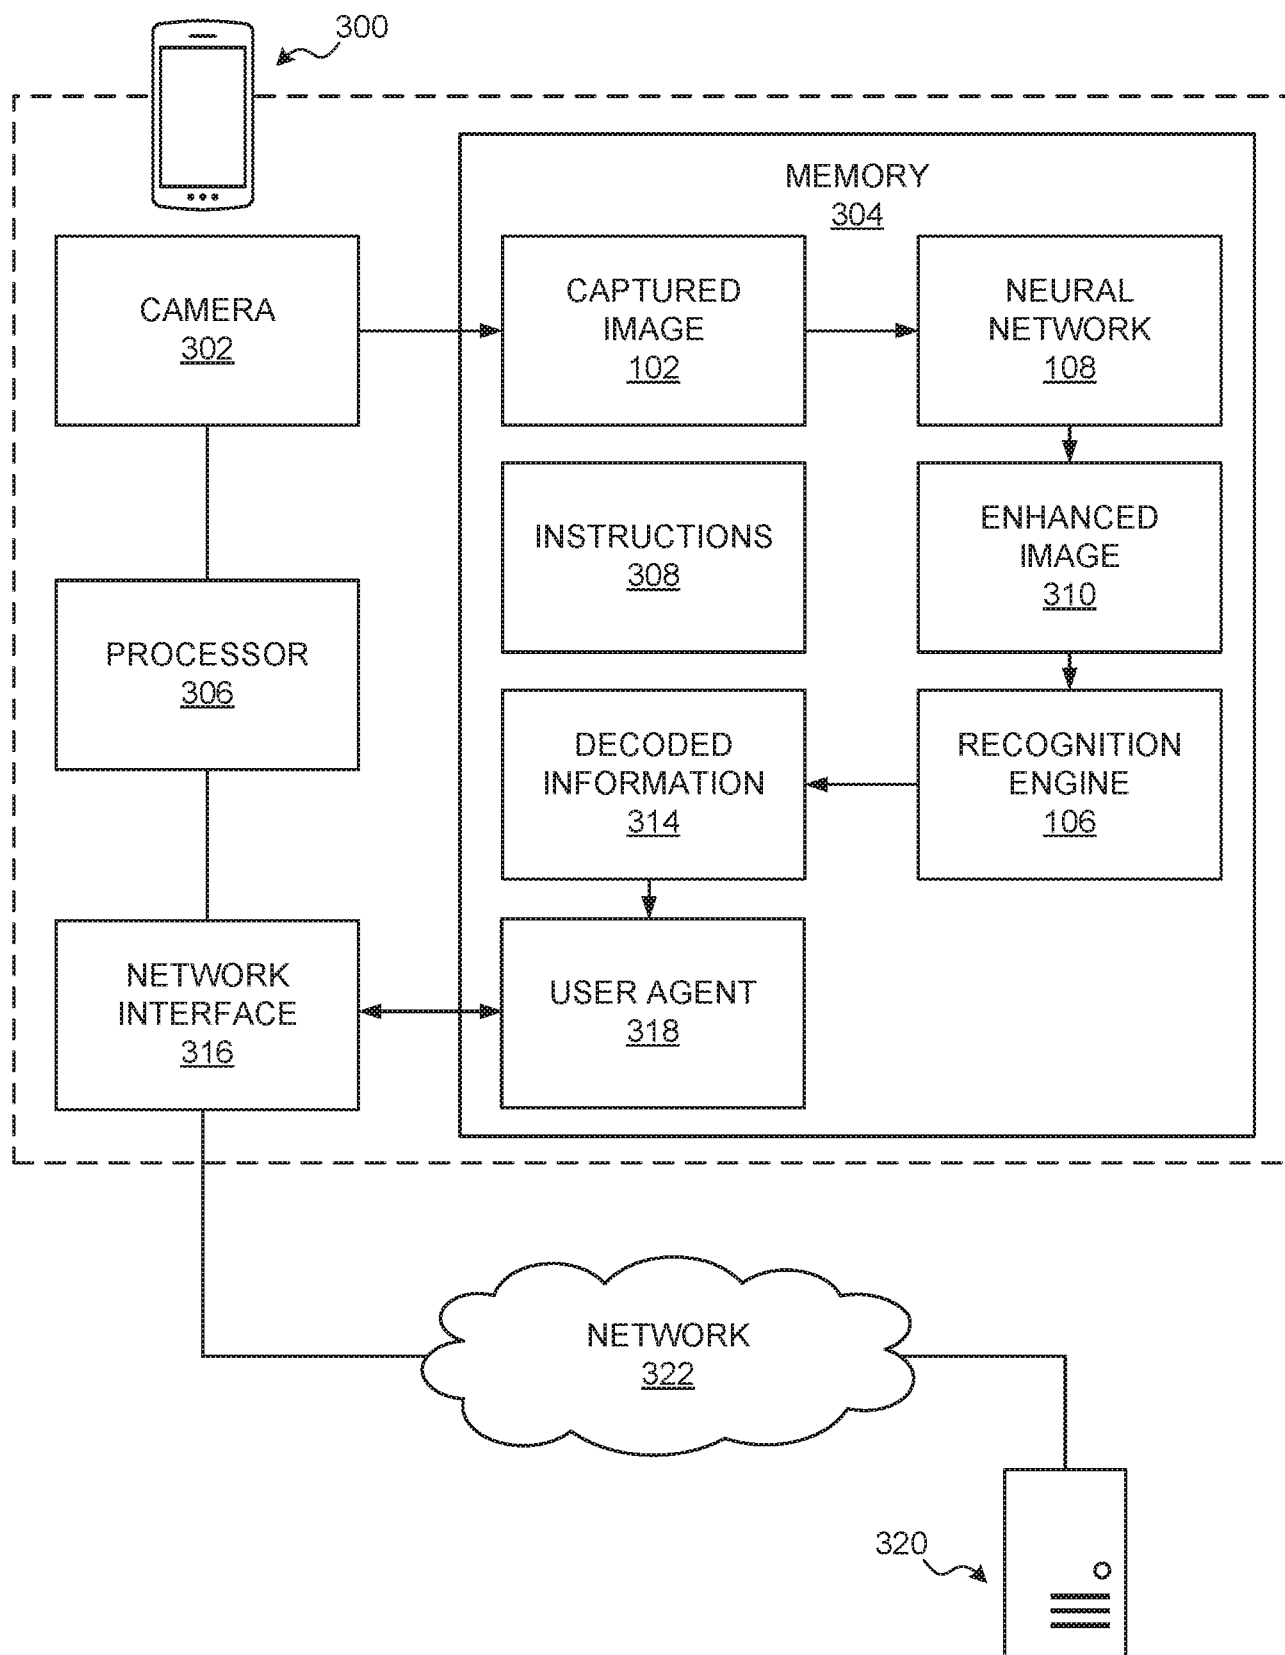 300
MEMORY
304
CAMERA
302
CAPTURED
IMAGE
102
NEURAL
NETWORK
108
INSTRUCTIONS
308
ENHANCED
IMAGE
310
PROCESSOR
306
DECODED
INFORMATION
314
RECOGNITION
ENGINE
106
NETWORK
INTERFACE
316
USER AGENT
318
NETWORK
322
320